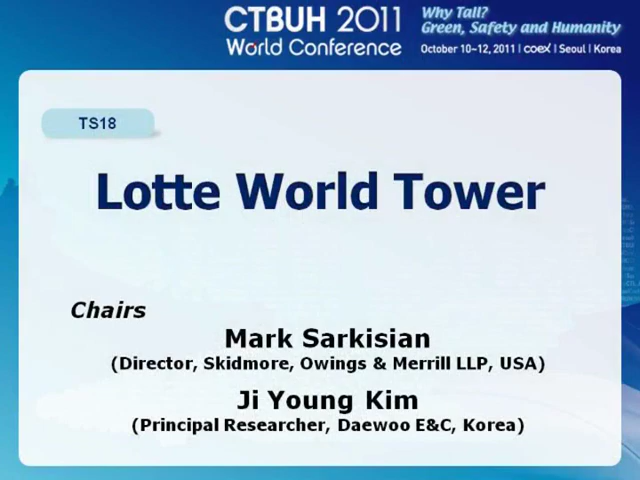 CTBUH 2011
World Conference
Why Tall?
Green, Safety and Humanity
October 10~12, 2011 | coex | Seoul | Korea
TS18
Lotte World Tower
Chairs
Mark Sarkisian
(Director, Skidmore, Owings & Merrill LLP, USA)
Ji Young Kim
(Principal Researcher, Daewoo E&C, Korea)